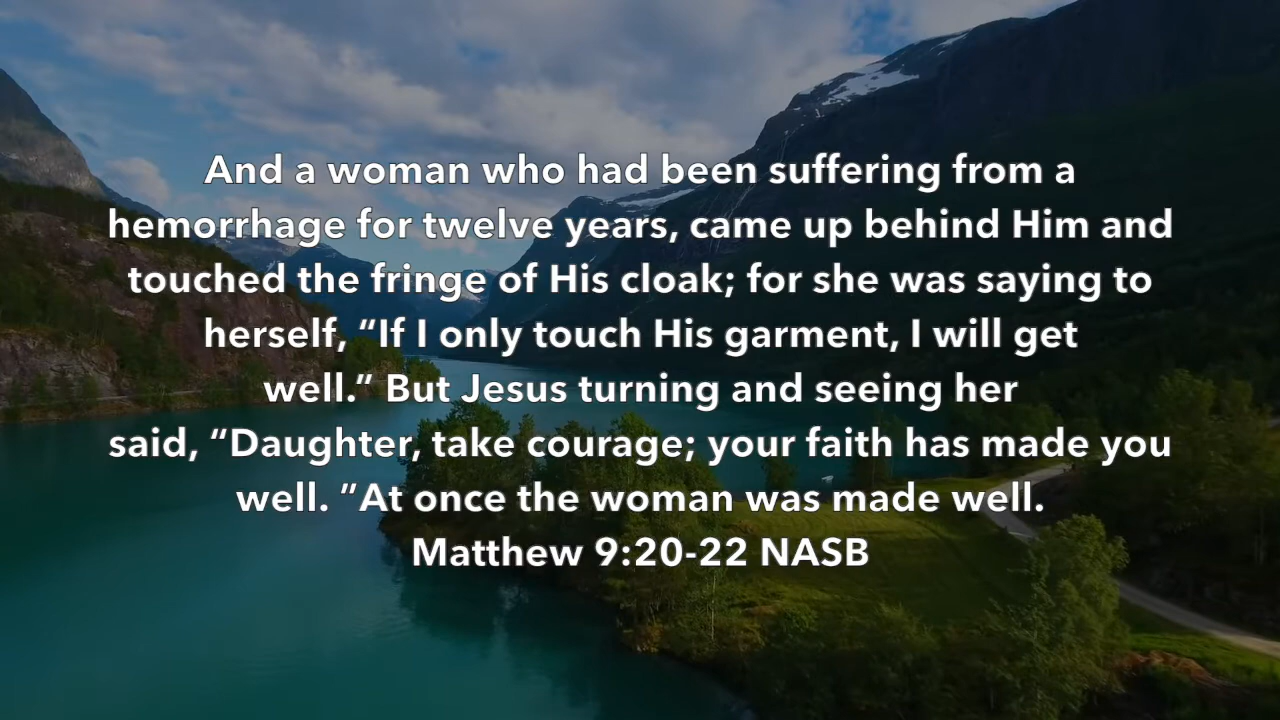 And a woman who had been suffering from a
hemorrhage for twelve years, came up behind Him and
touched the fringe of His cloak; for she was saying to
herself, “If I only touch His garment, I will get
well.” But Jesus turning and seeing her
said, “Daughter, take courage; your faith has made you
well. ”At once the woman was made well.
Matthew 9:20-22 NASB